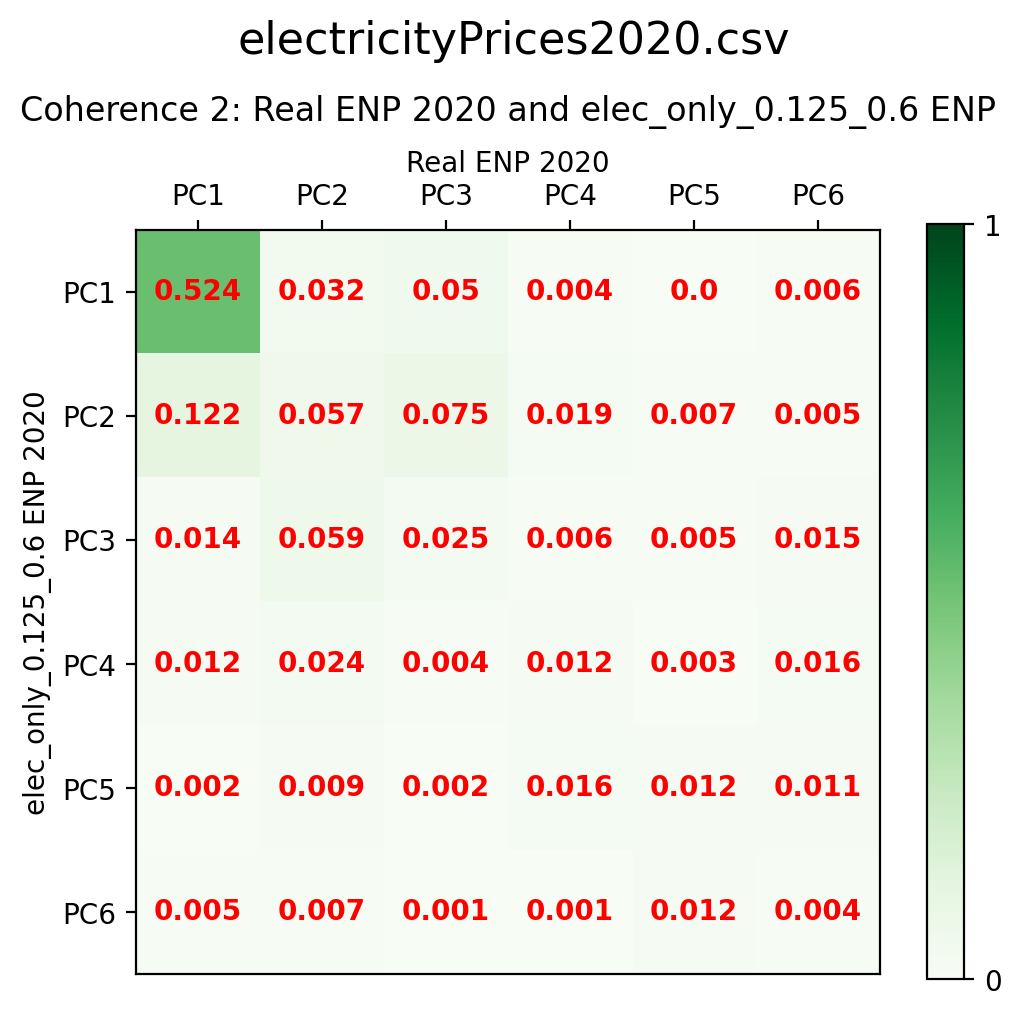 electricityPrices2020.csv
Coherence 2: Real ENP 2020 and elec_only_0.125_0.6 ENP
Real ENP 2020
PC1 PC2 PC3 PC4 PC5 PC6
1
PC1 0.524 0.032 0.05 0.004 0.0 0.006
PC2 0.122 0.057 0.075 0.019 0.007 0.005
elec_only_0.125_0.6 ENP 2020
PC3 0.014 0.059 0.025 0.006 0.005 0.015
PC4 0.012 0.024 0.004 0.012 0.003 0.016
PC5 0.002 0.009 0.002 0.016 0.012 0.011
PC6 0.005 0.007 0.001 0.001 0.012 0.004
0